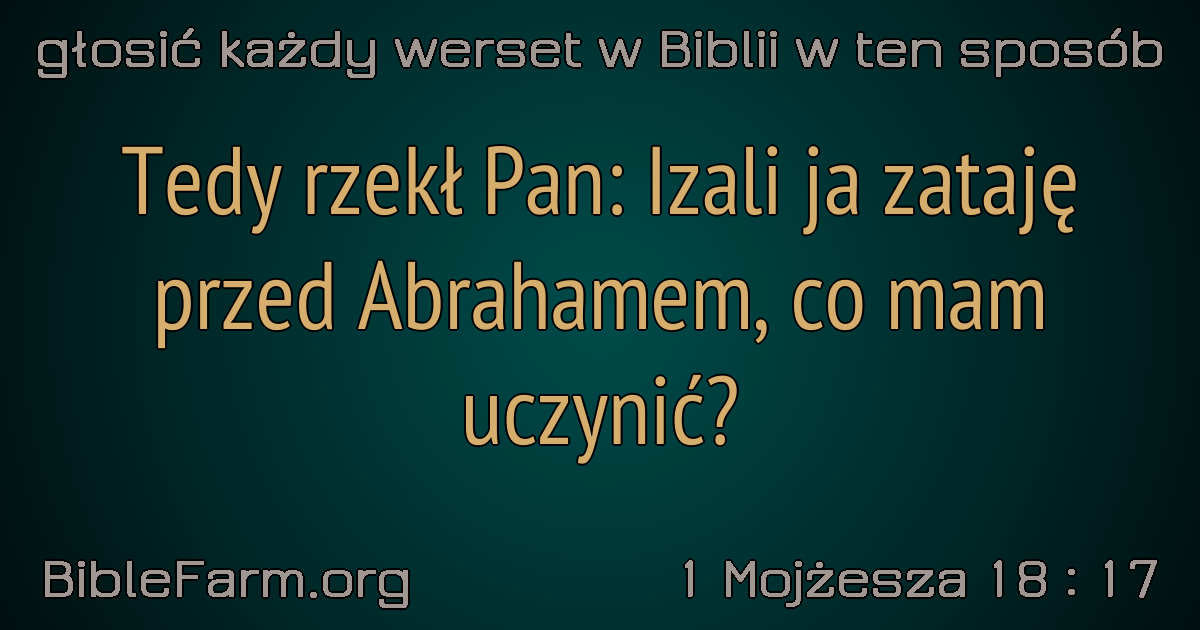 głosić każdy werset w Biblii w ten sposób
Tedy rzekł Pan: Izali ja zataję
przed Abrahamem, co mam
uczynić?
BibleFarm.org
1 Mojżesza 18 : 17